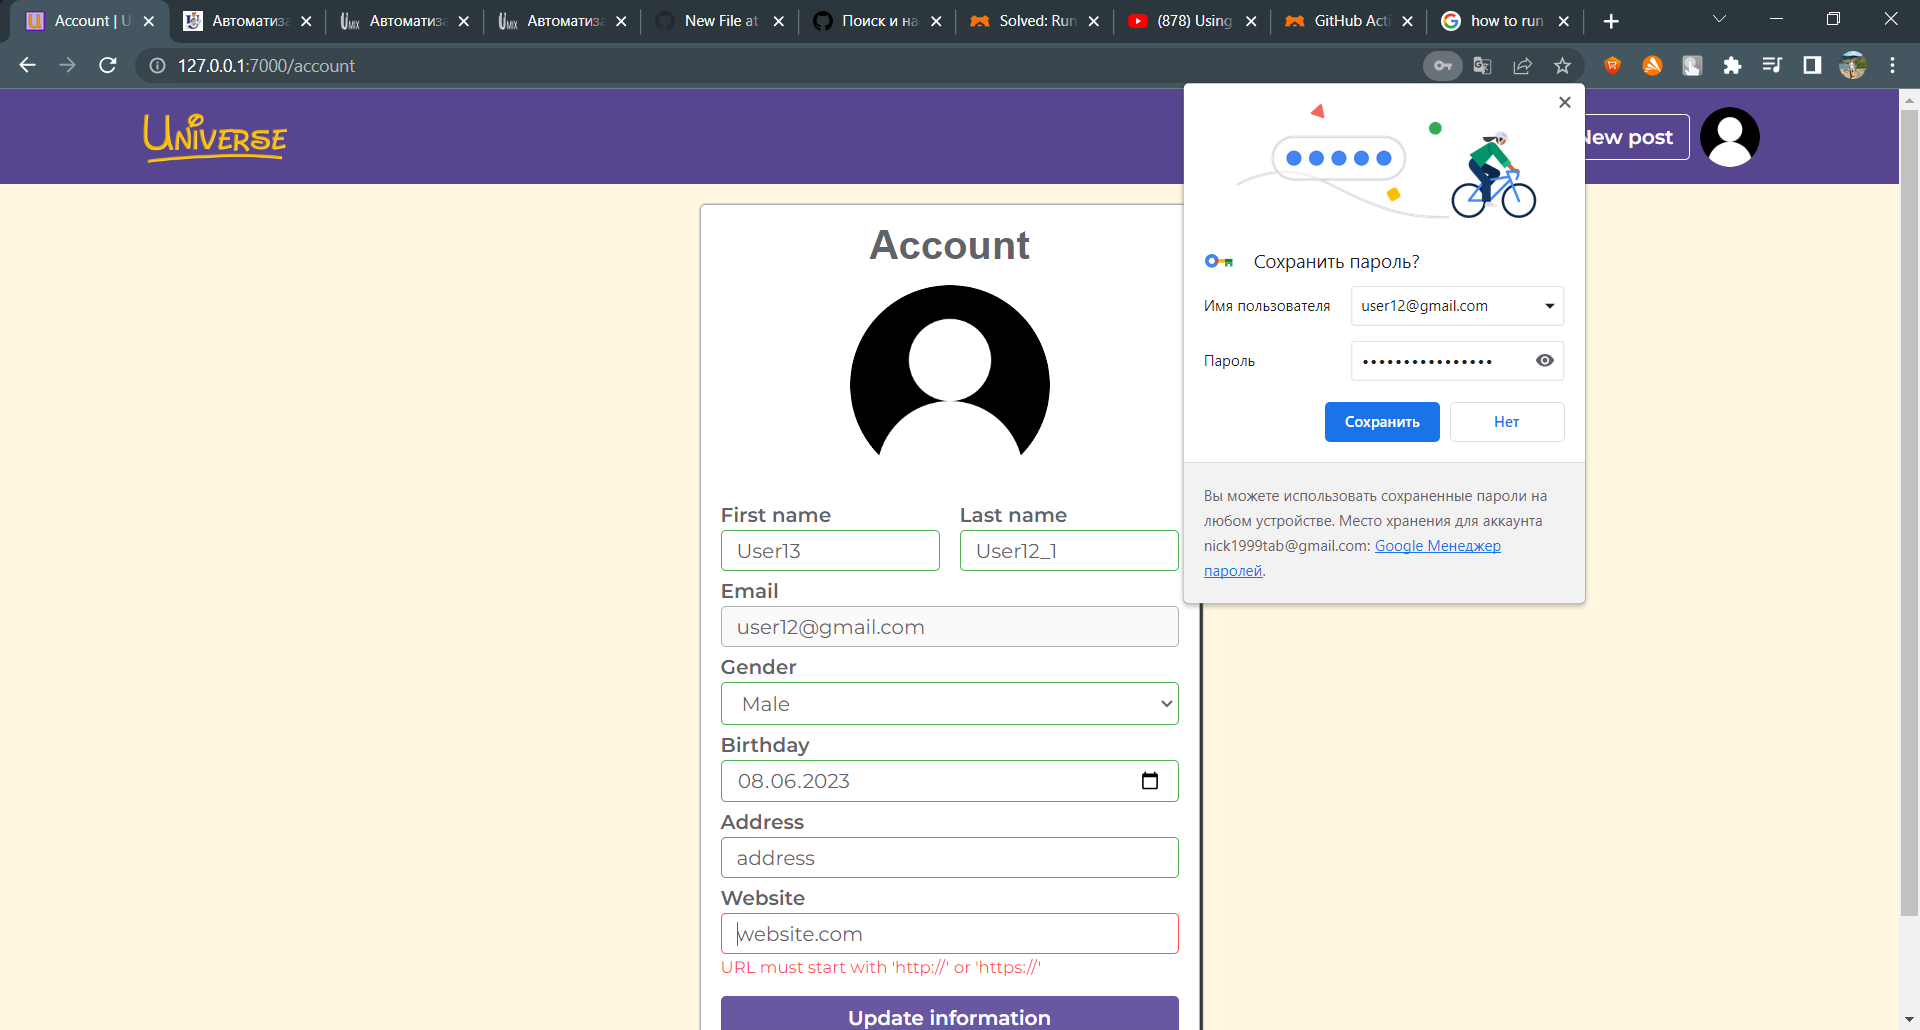 Account | U
Автоматиза
Автоматиза
Автоматиза
New File at
Поиск и на
Solved: Run
(878) Using
GitHub Acti
how to run
127.0.0.1:7000/account
UNIVERSE
New post
Account
First name
Last name
User13
User12_1
Email
user12@gmail.com
Gender
Male
Birthday
08.06.2023
Address
address
Website
website.com
URL must start with 'http://' or 'https://'
Update information
Сохранить пароль?
Имя пользователя
user12@gmail.com
Пароль
••••••••••••••••
Сохранить
Нет
Вы можете использовать сохраненные пароли на
любом устройстве. Место хранения для аккаунта
nick1999tab@gmail.com: Google Менеджер
паролей.